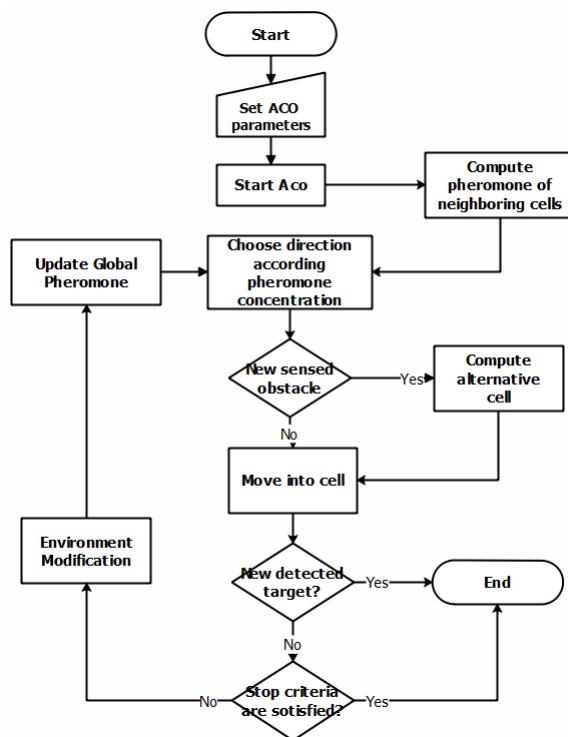 Start
Set ACO
parameters
Start Aco
Compute
pheromone of
neighboring cells
Update Global
Pheromone
Choose direction
according
pheromone
concentration
New sensed
obstacle
Yes
Compute
alternative
cell
No
Move into cell
Environment
Modification
New detected
target?
Yes
End
No
No
Stop criteria
are sotisfied?
Yes